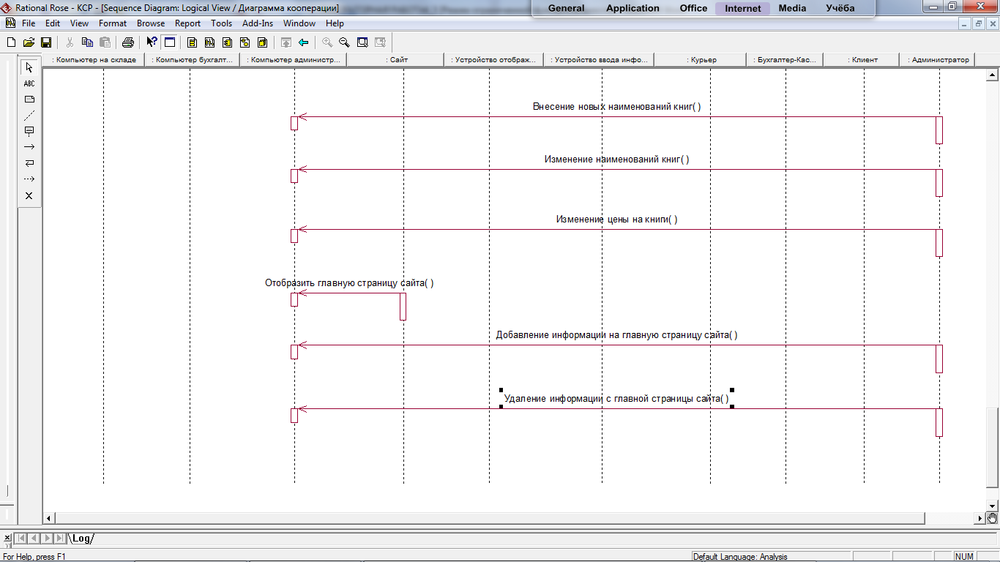 Rational Rose - KCP - [Sequence Diagram: Logical View / Диаграмма кооперации]
General Application Office Internet Media Учёба
File Edit View Format Browse Report Tools Add-Ins Window Help
: Компьютер на складе : Компьютер бухгалт... : Компьютер администр... : Сайт : Устройство отображ... : Устройство ввода инфо... : Курьер : Бухгалтер-Кас... : Клиент : Администратор
ABC
Внесение новых наименований книг( )
Изменение наименований книг( )
Изменение цены на книги( )
Отобразить главную страницу сайта( )
Добавление информации на главную страницу сайта( )
Удаление информации с главной страницы сайта( )
Log
For Help, press F1
Default Language: Analysis
NUM